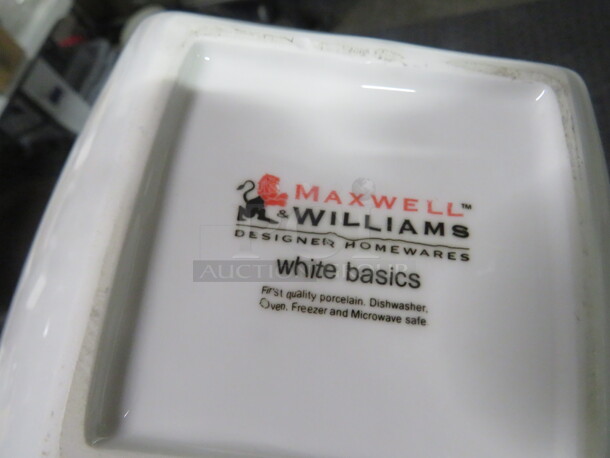 MAXWELL™
& WILLIAMS
DESIGNER HOMEWARES
white basics
First quality porcelain. Dishwasher,
Oven, Freezer and Microwave safe